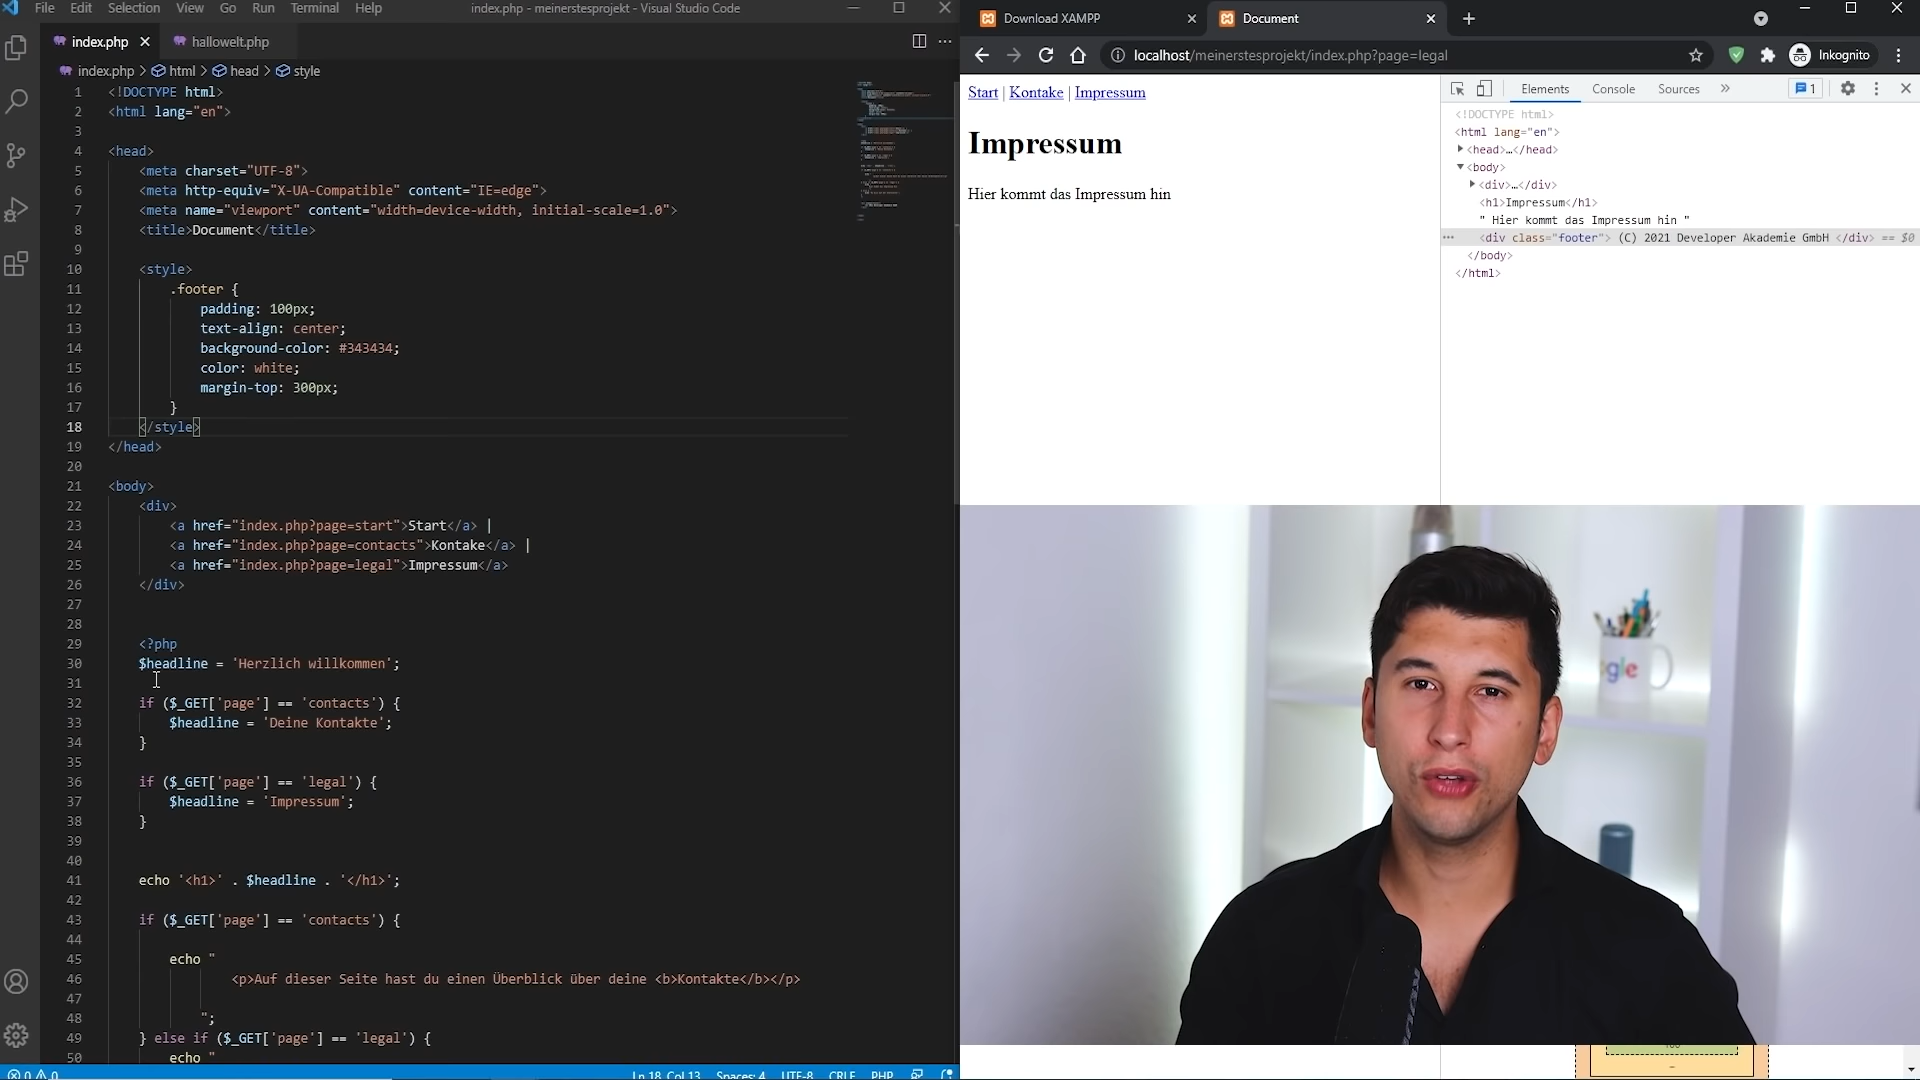 File Edit Selection View Go Run Terminal Help
index.php - meinerstesprojekt - Visual Studio Code
index.php
hallowelt.php
index.php > html > head > style
1 <!DOCTYPE html>
2 <html lang="en">
3
4 <head>
5 <meta charset="UTF-8">
6 <meta http-equiv="X-UA-Compatible" content="IE=edge">
7 <meta name="viewport" content="width=device-width, initial-scale=1.0">
8 <title>Document</title>
9
10 <style>
11 .footer {
12 padding: 100px;
13 text-align: center;
14 background-color: #343434;
15 color: white;
16 margin-top: 300px;
17 }
18 </style>
19 </head>
20
21 <body>
22 <div>
23 <a href="index.php?page=start">Start</a> |
24 <a href="index.php?page=contacts">Kontake</a> |
25 <a href="index.php?page=legal">Impressum</a>
26 </div>
27
28
29 <?php
30 $headline = 'Herzlich willkommen';
31
32 if ($_GET['page'] == 'contacts') {
33 $headline = 'Deine Kontakte';
34 }
35
36 if ($_GET['page'] == 'legal') {
37 $headline = 'Impressum';
38 }
39
40
41 echo '<h1>' . $headline . '</h1>';
42
43 if ($_GET['page'] == 'contacts') {
44
45 echo "
46 <p>Auf dieser Seite hast du einen Überblick über deine <b>Kontakte</b></p>
47
48 ";
49 } else if ($_GET['page'] == 'legal') {
50 echo "
0 0
Ln 18, Col 13 Spaces: 4 UTF-8 CRLF PHP
Download XAMPP
Document
localhost/meinerstesprojekt/index.php?page=legal
Inkognito
Start | Kontake | Impressum
Impressum
Hier kommt das Impressum hin
Elements Console Sources » 1
<!DOCTYPE html>
<html lang="en">
<head>…</head>
<body>
<div>…</div>
<h1>Impressum</h1>
" Hier kommt das Impressum hin "
<div class="footer"> (C) 2021 Developer Akademie GmbH </div> == $0
</body>
</html>